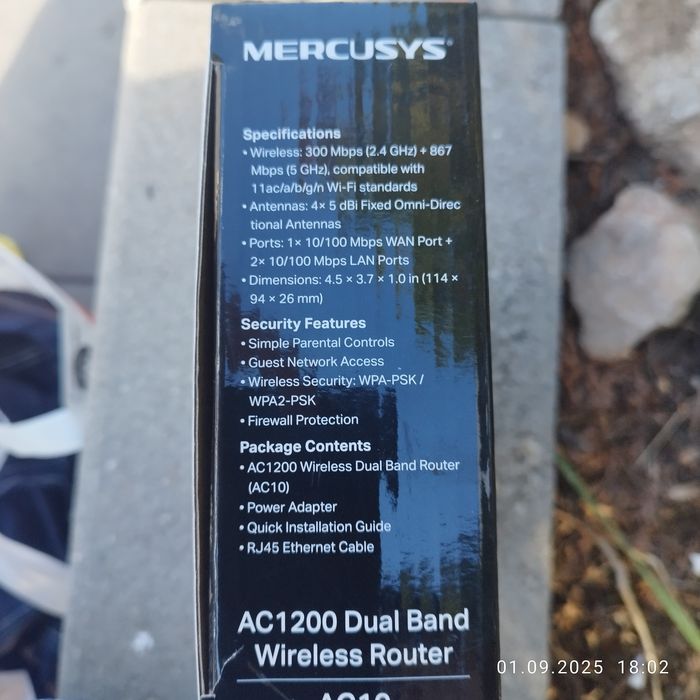 MERCUSYS®
Specifications
• Wireless: 300 Mbps (2.4 GHz) + 867
Mbps (5 GHz), compatible with
11ac/a/b/g/n Wi-Fi standards
• Antennas: 4× 5 dBi Fixed Omni-Direc
tional Antennas
• Ports: 1× 10/100 Mbps WAN Port +
2× 10/100 Mbps LAN Ports
• Dimensions: 4.5 × 3.7 × 1.0 in (114 ×
94 × 26 mm)
Security Features
• Simple Parental Controls
• Guest Network Access
• Wireless Security: WPA-PSK /
WPA2-PSK
• Firewall Protection
Package Contents
• AC1200 Wireless Dual Band Router
(AC10)
• Power Adapter
• Quick Installation Guide
• RJ45 Ethernet Cable
AC1200 Dual Band
Wireless Router
AC10
01.09.2025 18:02